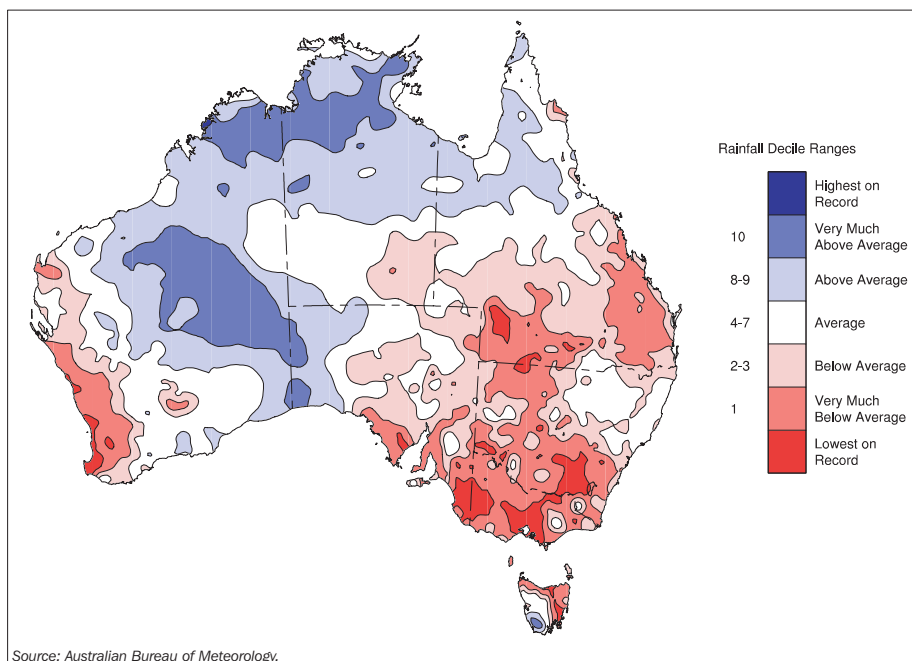 Rainfall Decile Ranges
Highest on
Record
10
Very Much
Above Average
8-9
Above Average
4-7
Average
2-3
Below Average
1
Very Much
Below Average
Lowest on
Record
Source: Australian Bureau of Meteorology.